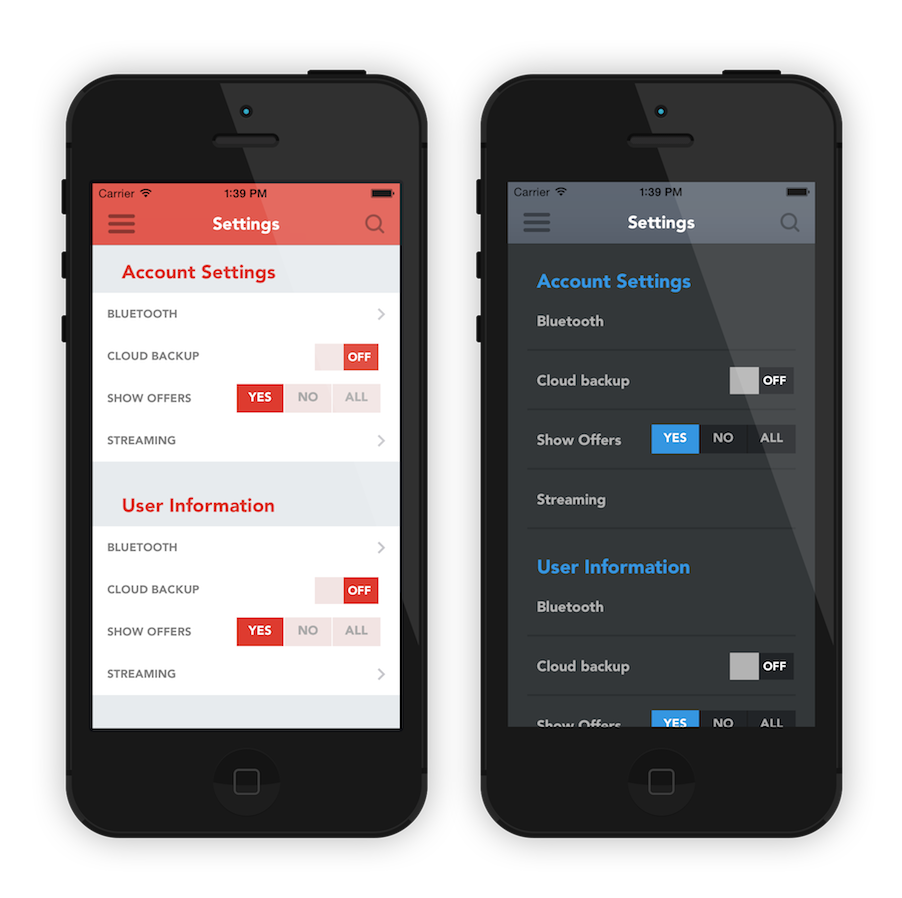 Carrier 1:39 PM
Settings
Account Settings
BLUETOOTH
CLOUD BACKUP OFF
SHOW OFFERS YES NO ALL
STREAMING
User Information
BLUETOOTH
CLOUD BACKUP OFF
SHOW OFFERS YES NO ALL
STREAMING
Carrier 1:39 PM
Settings
Account Settings
Bluetooth
Cloud backup OFF
Show Offers YES NO ALL
Streaming
User Information
Bluetooth
Cloud backup OFF
Show Offers YES NO ALL